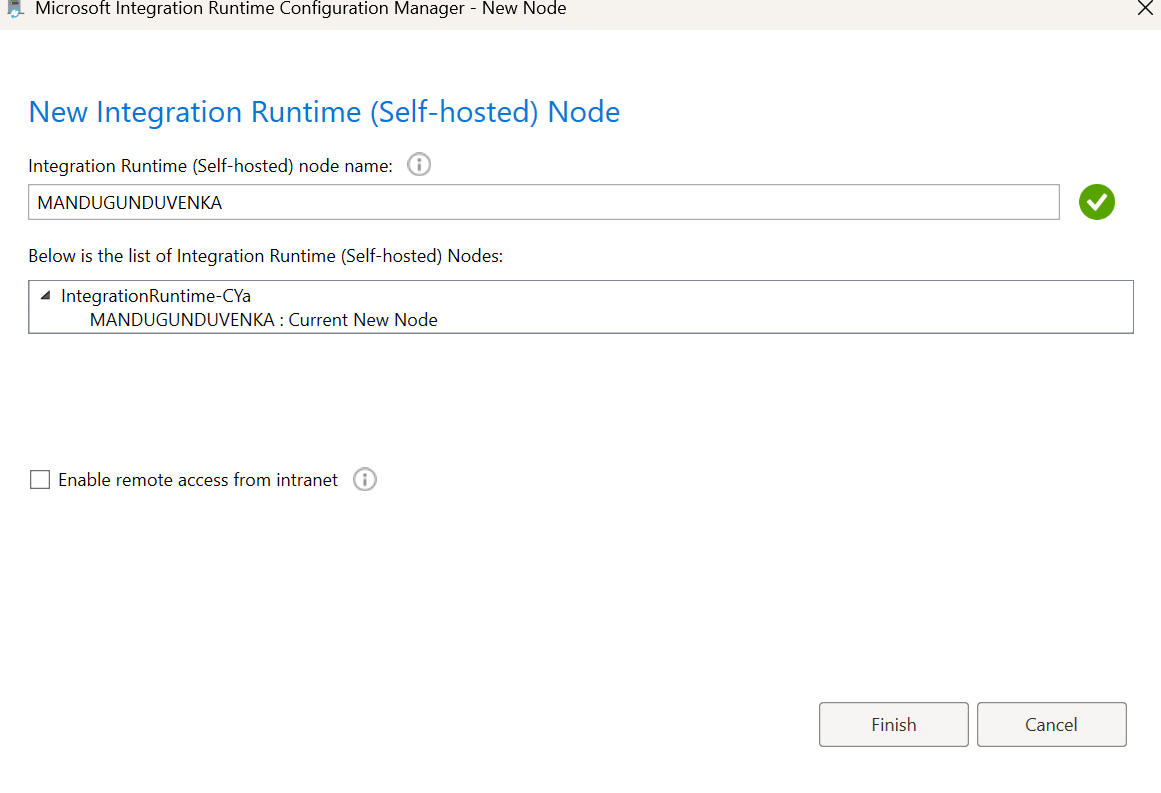 Microsoft Integration Runtime Configuration Manager - New Node
New Integration Runtime (Self-hosted) Node
Integration Runtime (Self-hosted) node name:
MANDUGUNDUVENKA
Below is the list of Integration Runtime (Self-hosted) Nodes:
IntegrationRuntime-CYa
MANDUGUNDUVENKA : Current New Node
Enable remote access from intranet
Finish
Cancel